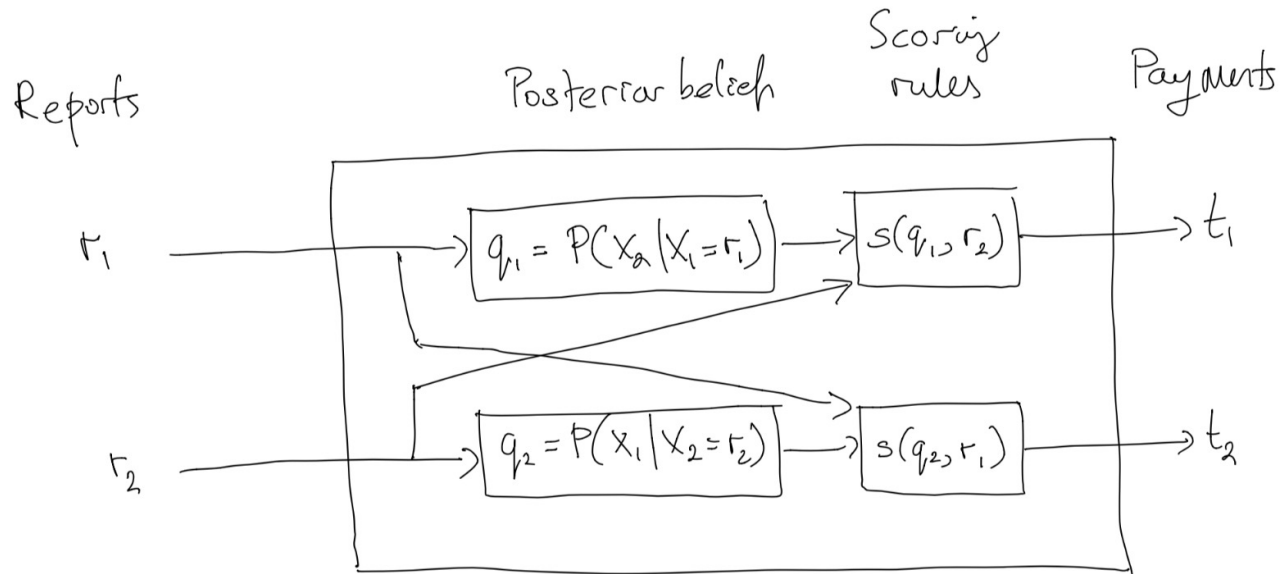 Scoring
rules
Reports
Posterior belief
Payments
r₁
q₁ = P(X₂|X₁=r₁)
s(q₁, r₂)
t₁
r₂
q₂ = P(X₁|X₂=r₂)
s(q₂, r₁)
t₂